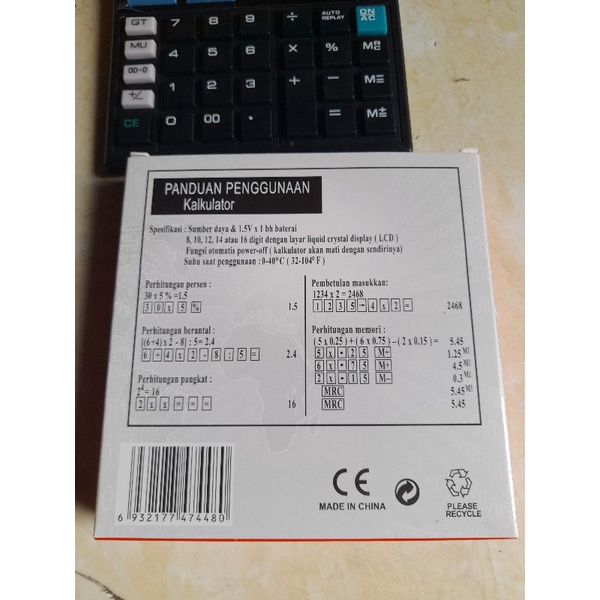 GT 7 8 9 ÷ AUTO REPLAY ON AC
MU 4 5 6 × % MRC
00→0 1 2 3 + − M=
+/−
CE 0 00 · = M±
PANDUAN PENGGUNAAN
Kalkulator
Spesifikasi : Sumber daya & 1.5V x 1 bh baterai
8, 10, 12, 14 atau 16 digit dengan layar liquid crystal display ( LCD )
Fungsi otomatis power-off ( kalkulator akan mati dengan sendirinya)
Suhu saat penggunaan : 0-40° C ( 32-104° F )
Perhitungan persen :
30 x 5 % =1.5
3 0 x 5 % 1.5
Perhitungan berantal :
[(6÷4) x 2 - 8] : 5= 2.4
6 ÷ 4 x 2 - 8 : 5 = 2.4
Perhitungan pangkat :
2⁴= 16
2 x x = = = 16
Pembetulan masukkan:
1234 x 2 = 2468
1 2 3 5 → 4 x 2 = 2468
Perhitungan memori :
( 5 x 0.25 ) + ( 6 x 0.75 ) – ( 2 x 0.15 ) = 5.45
5 x • 2 5 M+ 1.25 MI
6 x • 7 5 M+ 4.5 MI
2 x • 1 5 M– 0.3 MI
MRC 5.45 MI
MRC 5.45
6 932177 474480
CE
MADE IN CHINA
PLEASE
RECYCLE